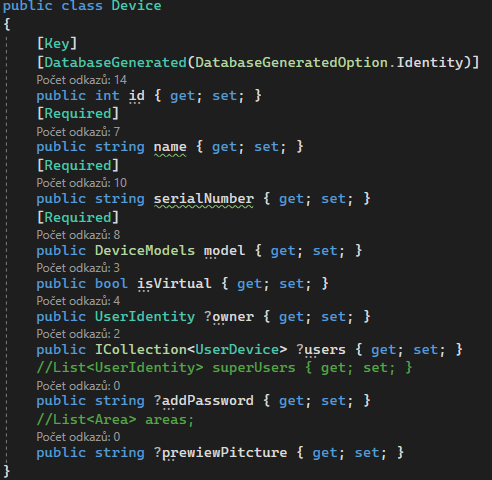 public class Device
{
[Key]
[DatabaseGenerated(DatabaseGeneratedOption.Identity)]
Počet odkazů: 14
public int id { get; set; }
[Required]
Počet odkazů: 7
public string name { get; set; }
[Required]
Počet odkazů: 10
public string serialNumber { get; set; }
[Required]
Počet odkazů: 8
public DeviceModels model { get; set; }
Počet odkazů: 3
public bool isVirtual { get; set; }
Počet odkazů: 4
public UserIdentity ?owner { get; set; }
Počet odkazů: 2
public ICollection<UserDevice> ?users { get; set; }
//List<UserIdentity> superUsers { get; set; }
Počet odkazů: 0
public string ?addPassword { get; set; }
//List<Area> areas;
Počet odkazů: 0
public string ?prewiewPitcture { get; set; }
}